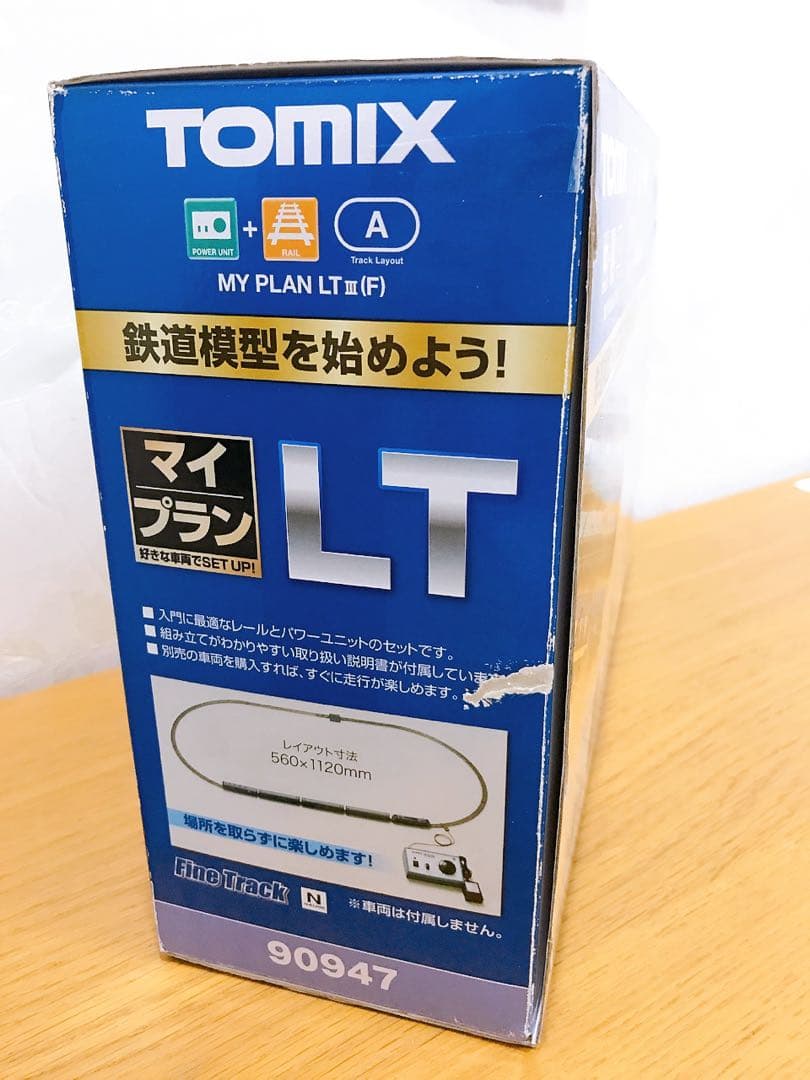 TOMIX
POWER UNIT
+
RAIL
A
Track Layout
MY PLAN LTⅢ(F)
鉄道模型を始めよう!
マイ
プラン
好きな車両でSET UP!
LT
■入門に最適なレールとパワーユニットのセットです。
■組み立てがわかりやすい取り扱い説明書が付属しています
■別売の車両を購入すれば、すぐに走行が楽しめます。
レイアウト寸法
560×1120mm
場所を取らずに楽しめます!
Fine Track
N
※車両は付属しません。
90947
TOMIX